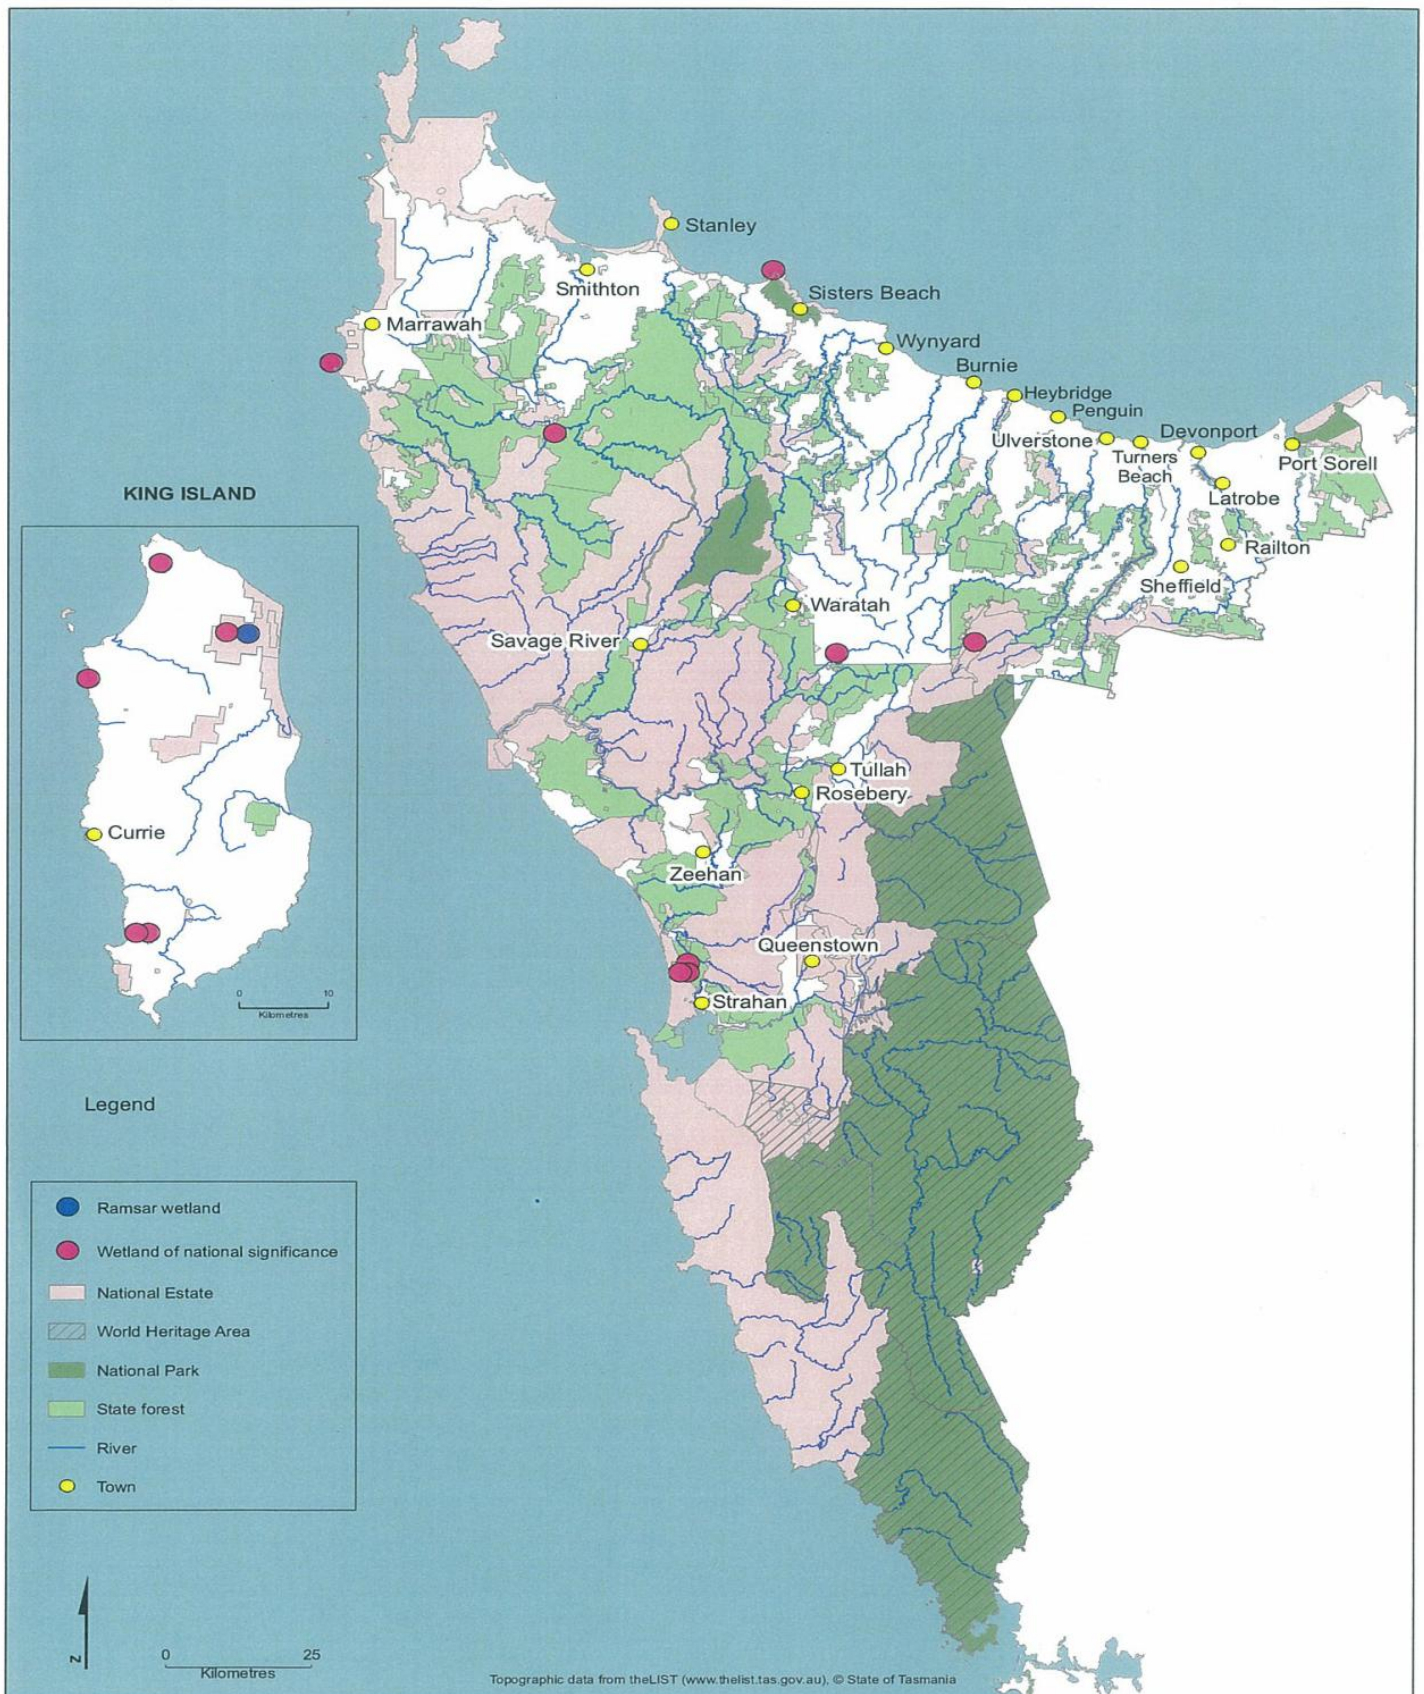 Stanley
Smithton
Sisters Beach
Marrawah
Wynyard
Burnie
Heybridge
Penguin
Ulverstone
Devonport
Turners
Beach
Port Sorell
Latrobe
KING ISLAND
Railton
Sheffield
Waratah
Savage River
Tullah
Rosebery
Currie
Zeehan
Queenstown
Strahan
0
10
Kilometres
Legend
Ramsar wetland
Wetland of national significance
National Estate
World Heritage Area
National Park
State forest
River
Town
N
0
25
Kilometres
Topographic data from theLIST (www.thelist.tas.gov.au), © State of Tasmania